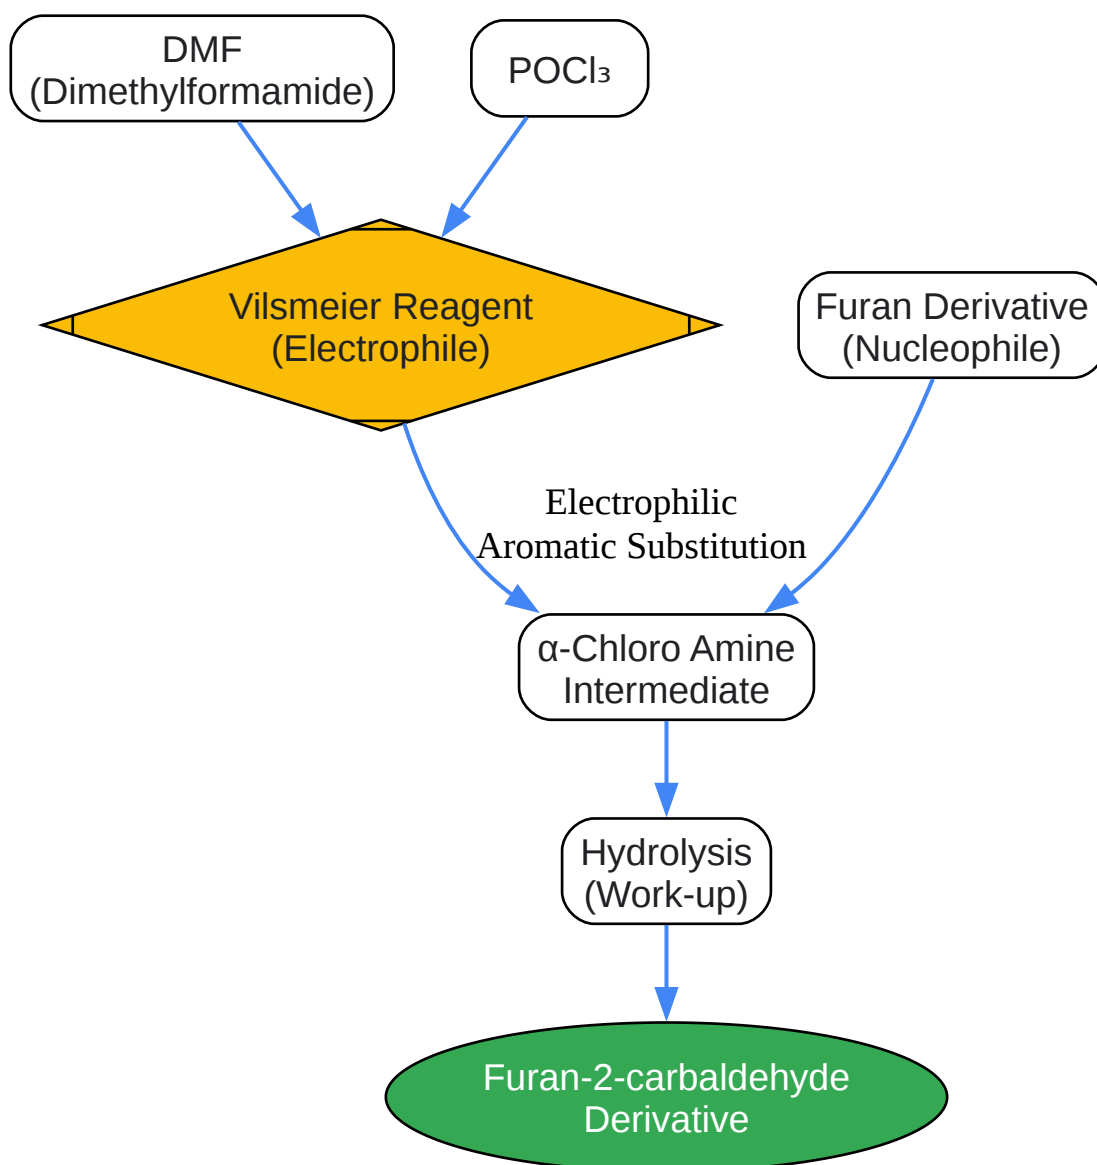 DMF
(Dimethylformamide)
POCl₃
Vilsmeier Reagent
(Electrophile)
Furan Derivative
(Nucleophile)
Electrophilic
Aromatic Substitution
α-Chloro Amine
Intermediate
Hydrolysis
(Work-up)
Furan-2-carbaldehyde
Derivative